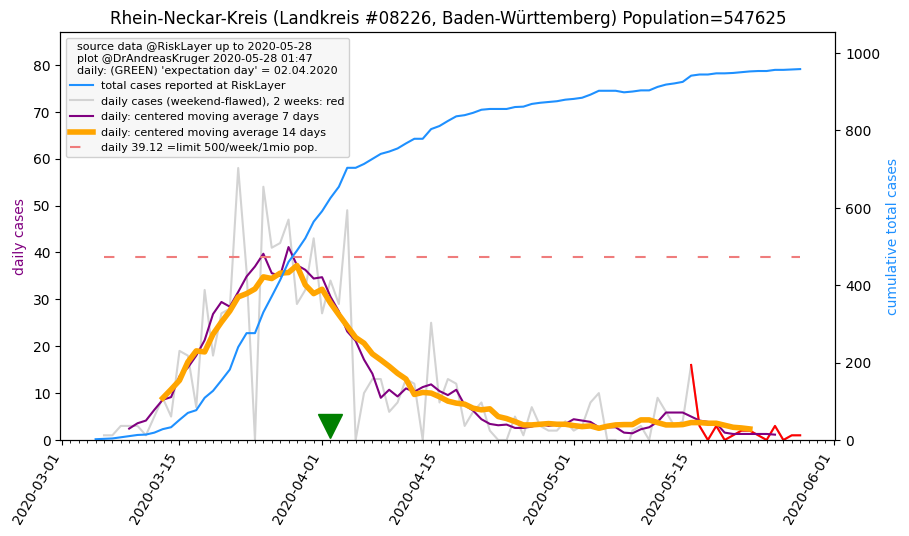 Rhein-Neckar-Kreis (Landkreis #08226, Baden-Württemberg) Population=547625
source data @RiskLayer up to 2020-05-28
plot @DrAndreasKruger 2020-05-28 01:47
daily: (GREEN) 'expectation day' = 02.04.2020
total cases reported at RiskLayer
daily cases (weekend-flawed), 2 weeks: red
daily: centered moving average 7 days
daily: centered moving average 14 days
daily 39.12 =limit 500/week/1mio pop.
daily cases
80
70
60
50
40
30
20
10
0
cumulative total cases
1000
800
600
400
200
0
2020-03-01
2020-03-15
2020-04-01
2020-04-15
2020-05-01
2020-05-15
2020-06-01